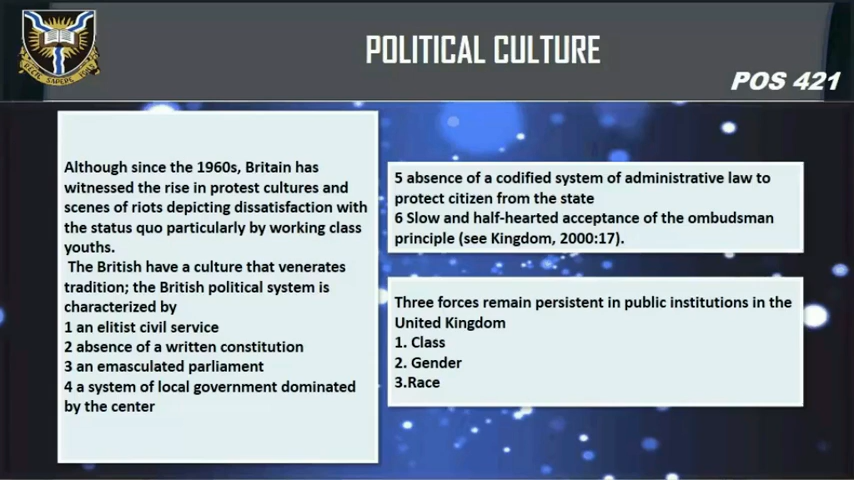 POLITICAL CULTURE
POS 421
Although since the 1960s, Britain has
witnessed the rise in protest cultures and
scenes of riots depicting dissatisfaction with
the status quo particularly by working class
youths.
The British have a culture that venerates
tradition; the British political system is
characterized by
1 an elitist civil service
2 absence of a written constitution
3 an emasculated parliament
4 a system of local government dominated
by the center
5 absence of a codified system of administrative law to
protect citizen from the state
6 Slow and half-hearted acceptance of the ombudsman
principle (see Kingdom, 2000:17).
Three forces remain persistent in public institutions in the
United Kingdom
1. Class
2. Gender
3.Race